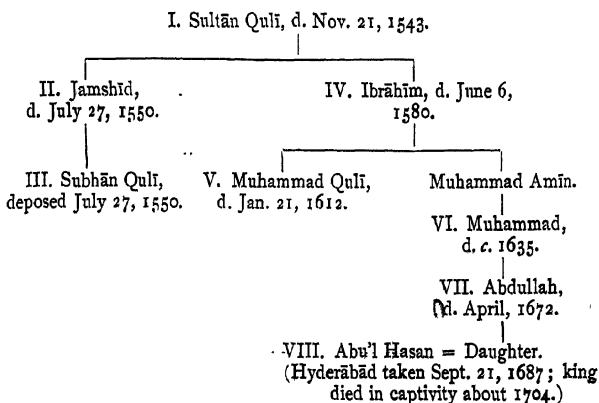 I. Sultān Qulī, d. Nov. 21, 1543.
II. Jamshīd,
d. July 27, 1550.
IV. Ibrāhīm, d. June 6,
1580.
III. Subhān Qulī,
deposed July 27, 1550.
V. Muhammad Qulī,
d. Jan. 21, 1612.
Muhammad Amīn.
VI. Muhammad,
d. c. 1635.
VII. Abdullah,
d. April, 1672.
VIII. Abu'l Hasan = Daughter.
(Hyderābād taken Sept. 21, 1687; king
died in captivity about 1704.)